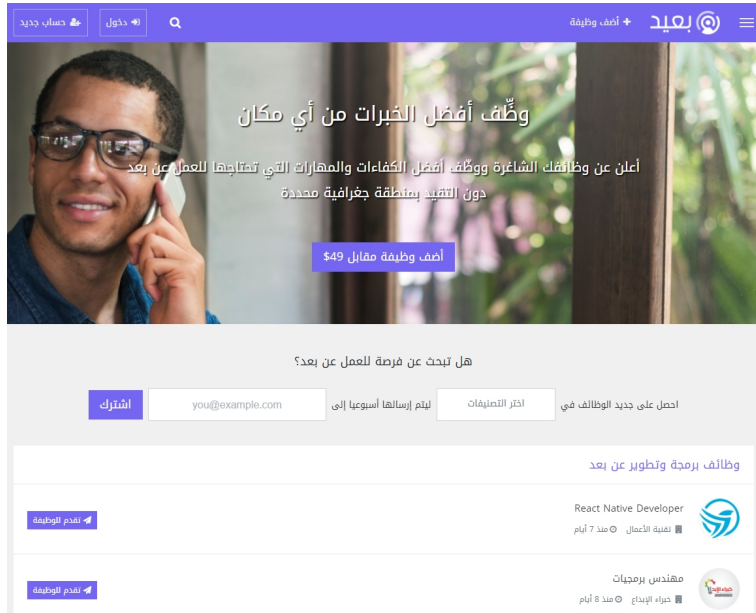 بعيد
أضف وظيفة
دخول
حساب جديد
وظِّف أفضل الخبرات من أي مكان
أعلن عن وظائفك الشاغرة ووظّف أفضل الكفاءات والمهارات التي تحتاجها للعمل عن بعد
دون التقيد بمنطقة جغرافية محددة
أضف وظيفة مقابل 49$
هل تبحث عن فرصة للعمل عن بعد؟
احصل على جديد الوظائف في اختر التصنيفات ليتم إرسالها أسبوعيا إلى you@example.com اشترك
وظائف برمجة وتطوير عن بعد
React Native Developer
تقنية الأعمال منذ 7 أيام
تقدم للوظيفة
خبراء الإبداع
مهندس برمجيات
خبراء الإبداع منذ 8 أيام
تقدم للوظيفة